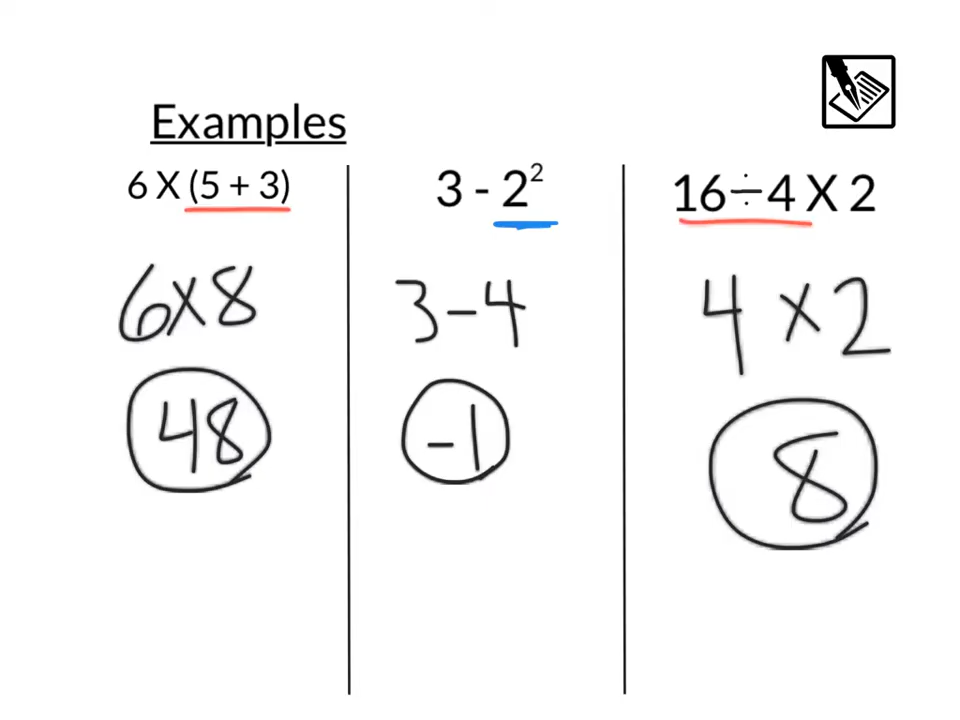 Examples
6 X (5 + 3)
6x8
48
3 - 2²
3-4
-1
16÷4 X 2
4 x 2
8